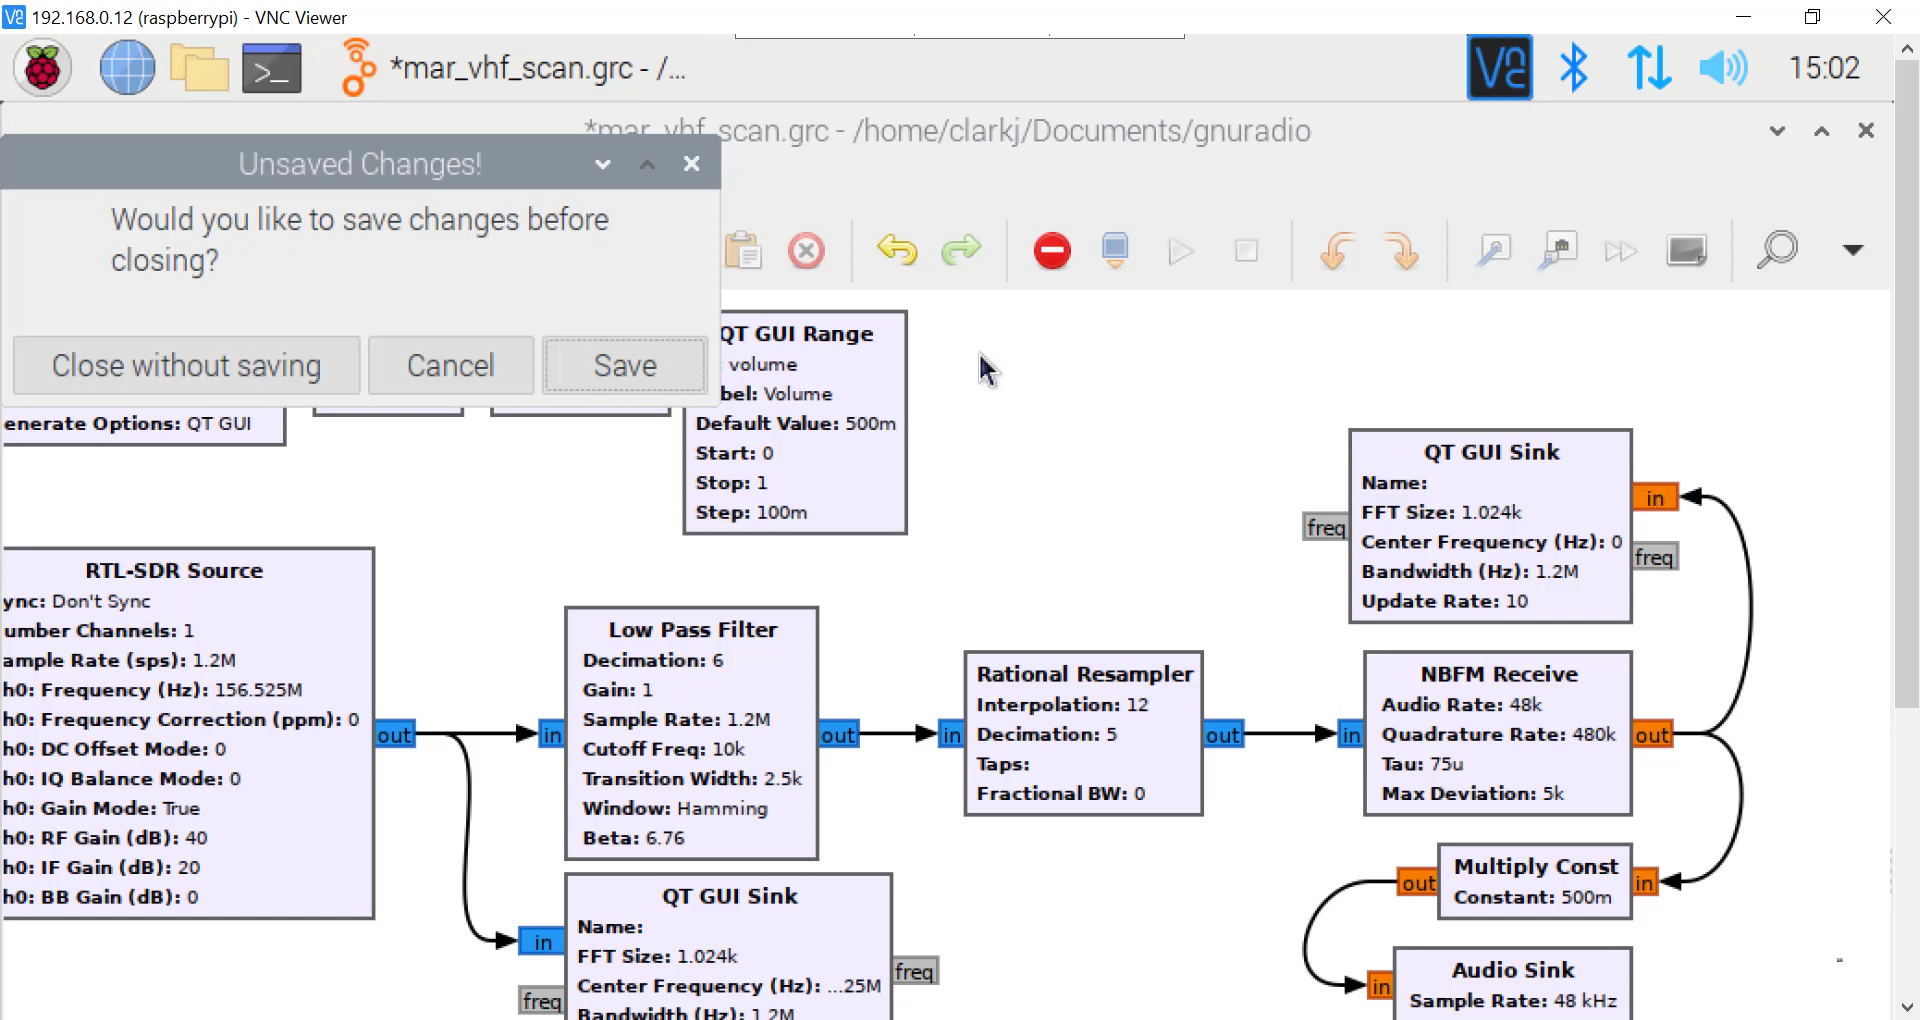 192.168.0.12 (raspberrypi) - VNC Viewer
*mar_vhf_scan.grc - /...
15:02
*mar_vhf_scan.grc - /home/clarkj/Documents/gnuradio
Unsaved Changes!
Would you like to save changes before
closing?
Close without saving
Cancel
Save
QT GUI Range
volume
bel: Volume
Default Value: 500m
Start: 0
Stop: 1
Step: 100m
enerate Options: QT GUI
QT GUI Sink
Name:
FFT Size: 1.024k
Center Frequency (Hz): 0
Bandwidth (Hz): 1.2M
Update Rate: 10
freq
in
freq
RTL-SDR Source
ync: Don't Sync
umber Channels: 1
ample Rate (sps): 1.2M
h0: Frequency (Hz): 156.525M
h0: Frequency Correction (ppm): 0
h0: DC Offset Mode: 0
h0: IQ Balance Mode: 0
h0: Gain Mode: True
h0: RF Gain (dB): 40
h0: IF Gain (dB): 20
h0: BB Gain (dB): 0
out
in
Low Pass Filter
Decimation: 6
Gain: 1
Sample Rate: 1.2M
Cutoff Freq: 10k
Transition Width: 2.5k
Window: Hamming
Beta: 6.76
out
in
Rational Resampler
Interpolation: 12
Decimation: 5
Taps:
Fractional BW: 0
out
in
NBFM Receive
Audio Rate: 48k
Quadrature Rate: 480k
Tau: 75u
Max Deviation: 5k
out
out
Multiply Const
Constant: 500m
in
in
QT GUI Sink
Name:
FFT Size: 1.024k
Center Frequency (Hz): ...25M
Bandwidth (Hz): 1.2M
freq
freq
in
Audio Sink
Sample Rate: 48 kHz